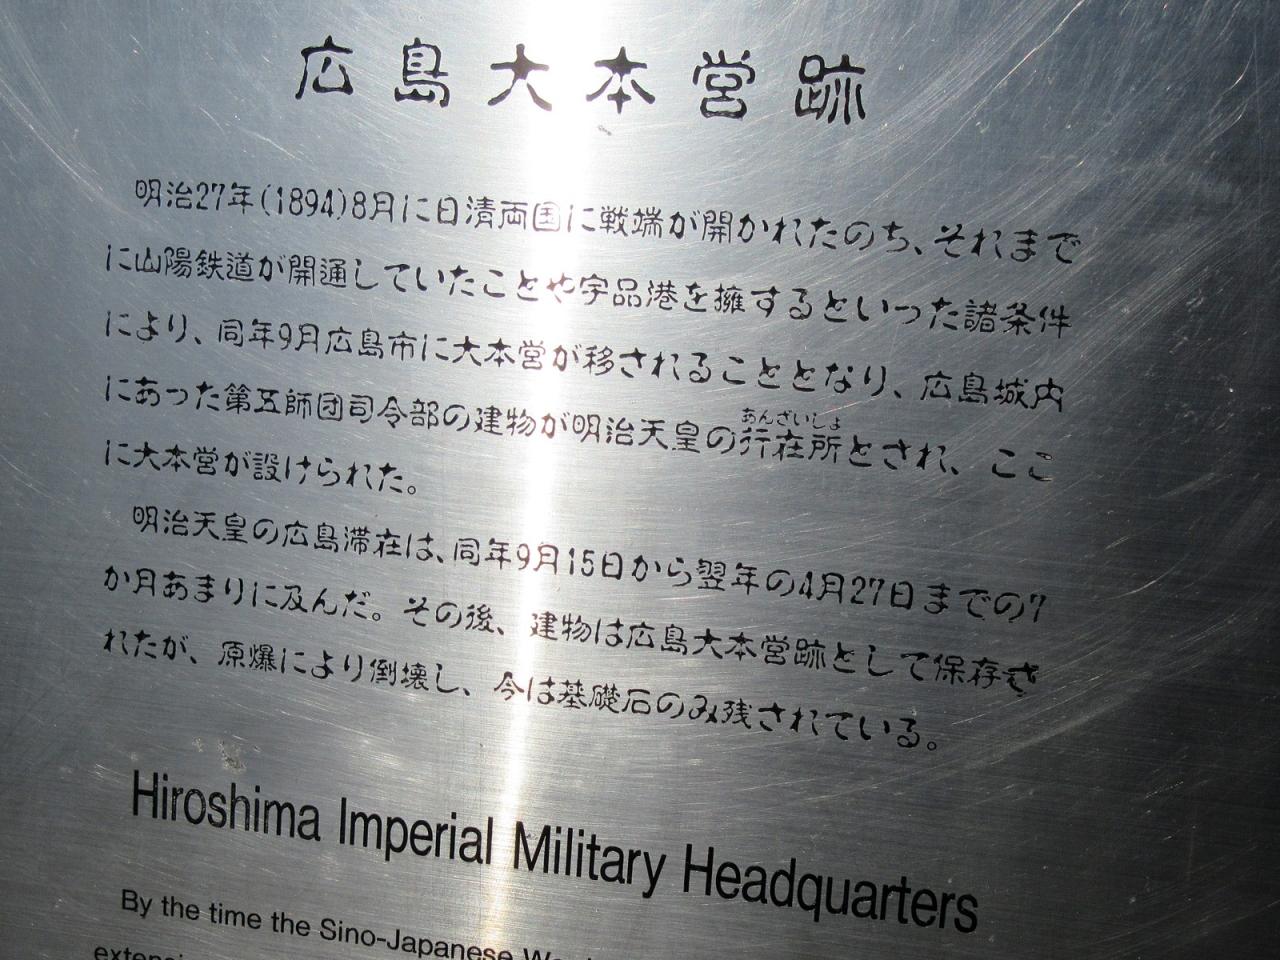 広島大本営跡
明治27年(1894)8月に日清両国に戦端が開かれたのち、それまで
に山陽鉄道が開通していたことや宇品港を擁するといった諸条件
により、同年9月広島市に大本営が移されることとなり、広島城内
にあった第五師団司令部の建物が明治天皇の行在所とされ、ここ
あんざいしょ
に大本営が設けられた。
明治天皇の広島滞在は、同年9月15日から翌年の4月27日までの7
か月あまりに及んだ。その後、建物は広島大本営跡として保存さ
れたが、原爆により倒壊し、今は基礎石のみ残されている。
Hiroshima Imperial Military Headquarters
By the time the Sino-Japanese